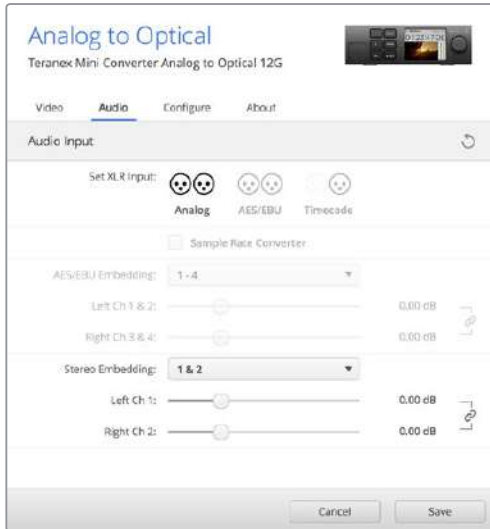 Analog to Optical
Teranex Mini Converter Analog to Optical 12G
Video Audio Configure About
Audio Input
Set XLR Input:
Analog AES/EBU Timecode
Sample Rate Converter
AES/EBU Embedding: 1 - 4
Left Ch 1 & 2: 0.00 dB
Right Ch 3 & 4: 0.00 dB
Stereo Embedding: 1 & 2
Left Ch 1: 0.00 dB
Right Ch 2: 0.00 dB
Cancel Save